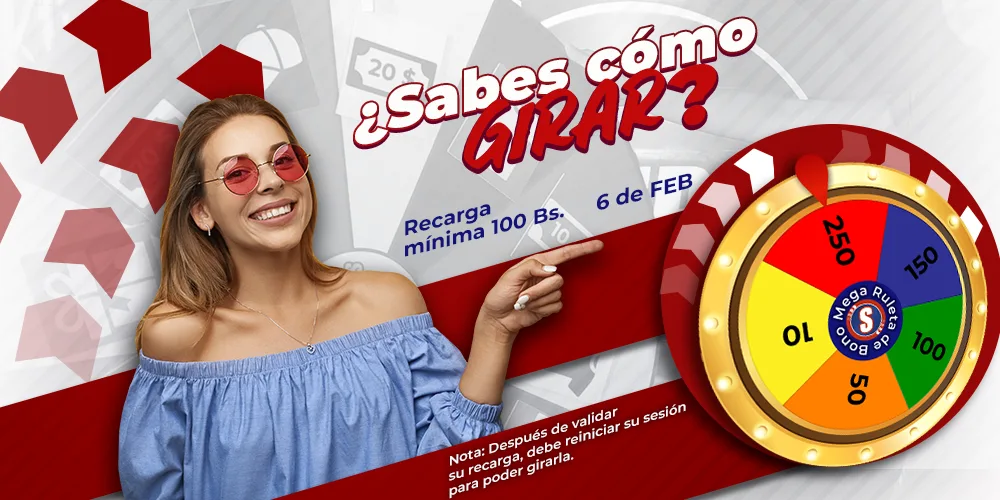 ¿Sabes cómo
GIRAR?
Recarga
mínima 100 Bs.
6 de FEB
20 $
10
250
150
100
50
10
Mega Ruleta
de Bono
$
Nota: Después de validar
su recarga, debe reiniciar su sesión
para poder girarla.